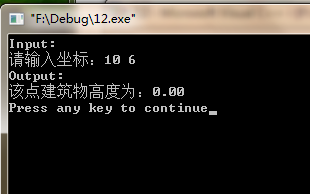 "F:\Debug\12.exe"
Input:
请输入坐标：10 6
Output:
该点建筑物高度为：0.00
Press any key to continue_